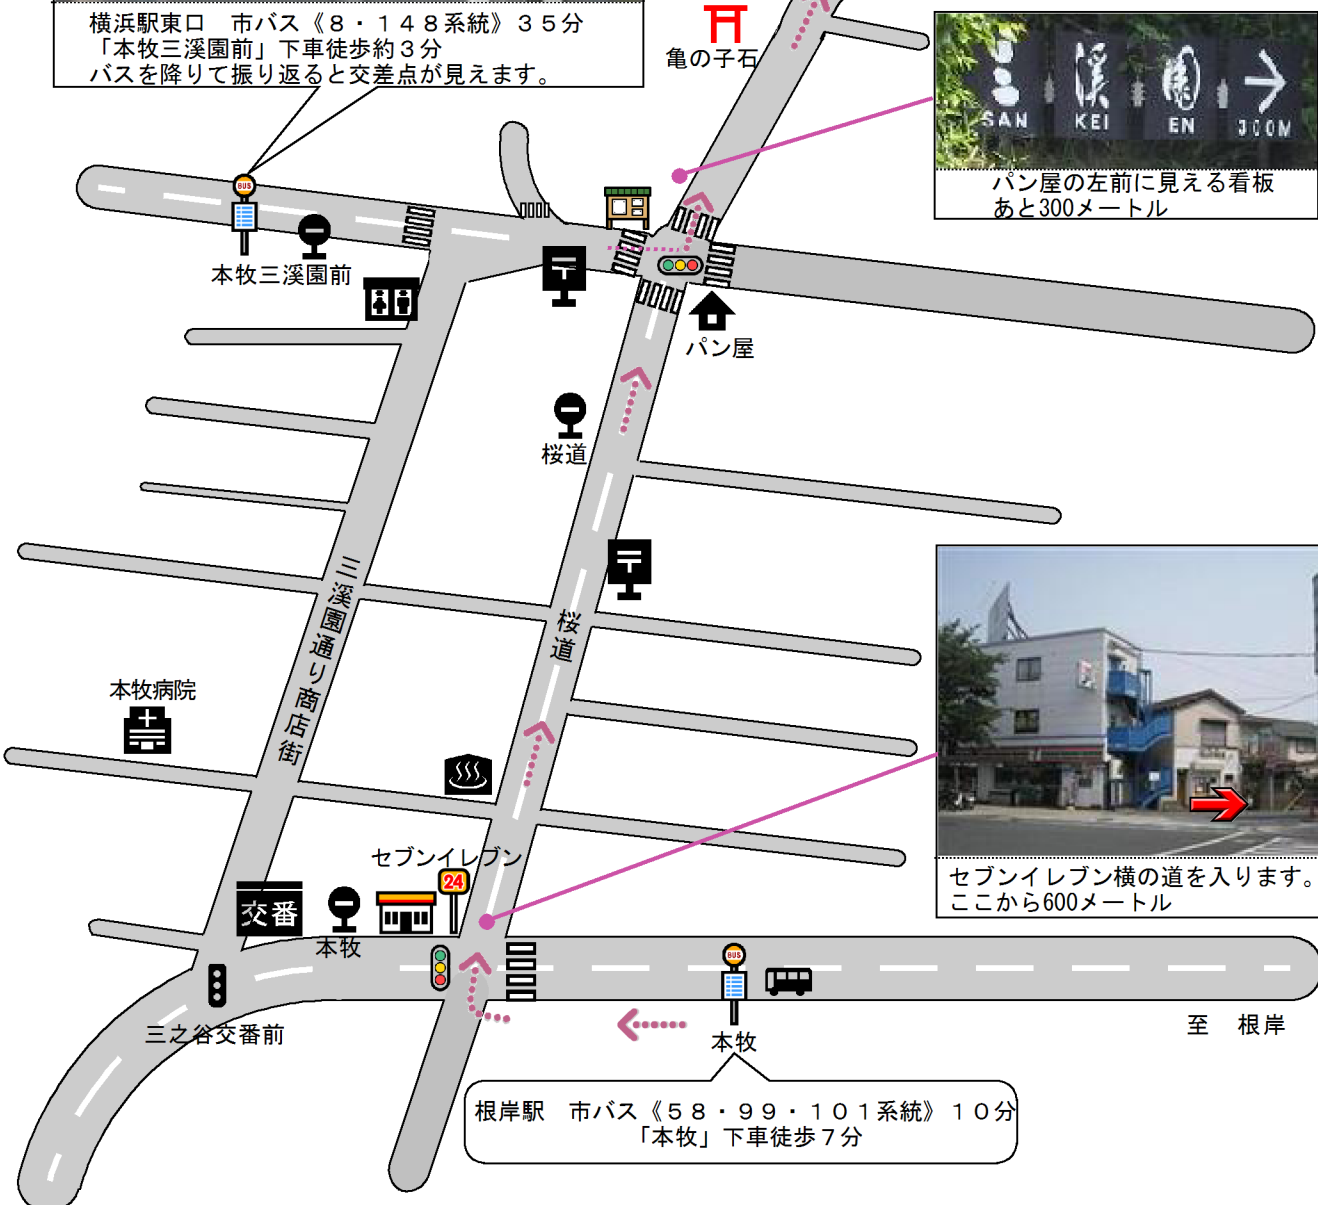 横浜駅東口　市バス《８・１４８系統》３５分
「本牧三溪園前」下車徒歩約３分
バスを降りて振り返ると交差点が見えます。
亀の子石
三 溪 園
SAN KEI EN 300M
パン屋の左前に見える看板
あと300メートル
BUS
本牧三溪園前
〒
パン屋
桜道
〒
三溪園通り商店街
桜道
本牧病院
セブンイレブン
24
交番
本牧
三之谷交番前
セブンイレブン横の道を入ります。
ここから600メートル
BUS
本牧
至　根岸
根岸駅　市バス《５８・９９・１０１系統》１０分
「本牧」下車徒歩７分